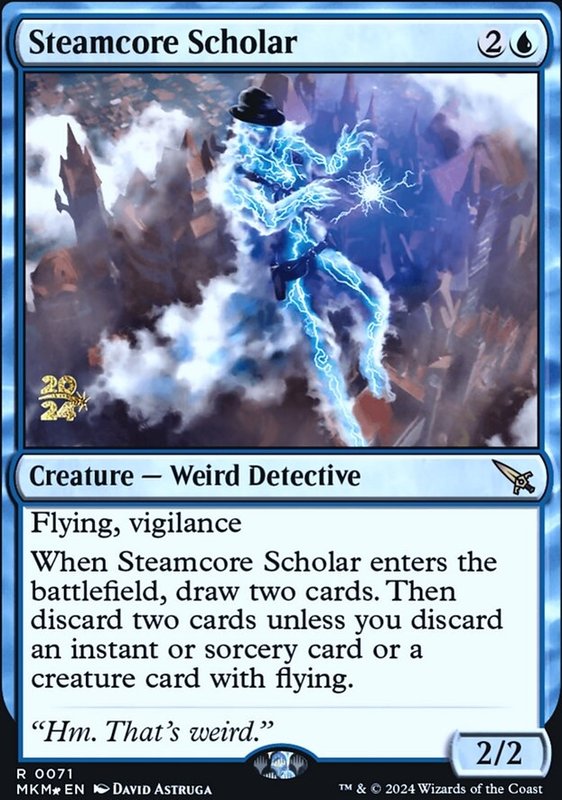 Steamcore Scholar 2
20
24
Creature — Weird Detective
Flying, vigilance
When Steamcore Scholar enters the
battlefield, draw two cards. Then
discard two cards unless you discard
an instant or sorcery card or a
creature card with flying.
“Hm. That’s weird.”
2/2
R 0071
MKM★EN DAVID ASTRUGA
™ & © 2024 Wizards of the Coast